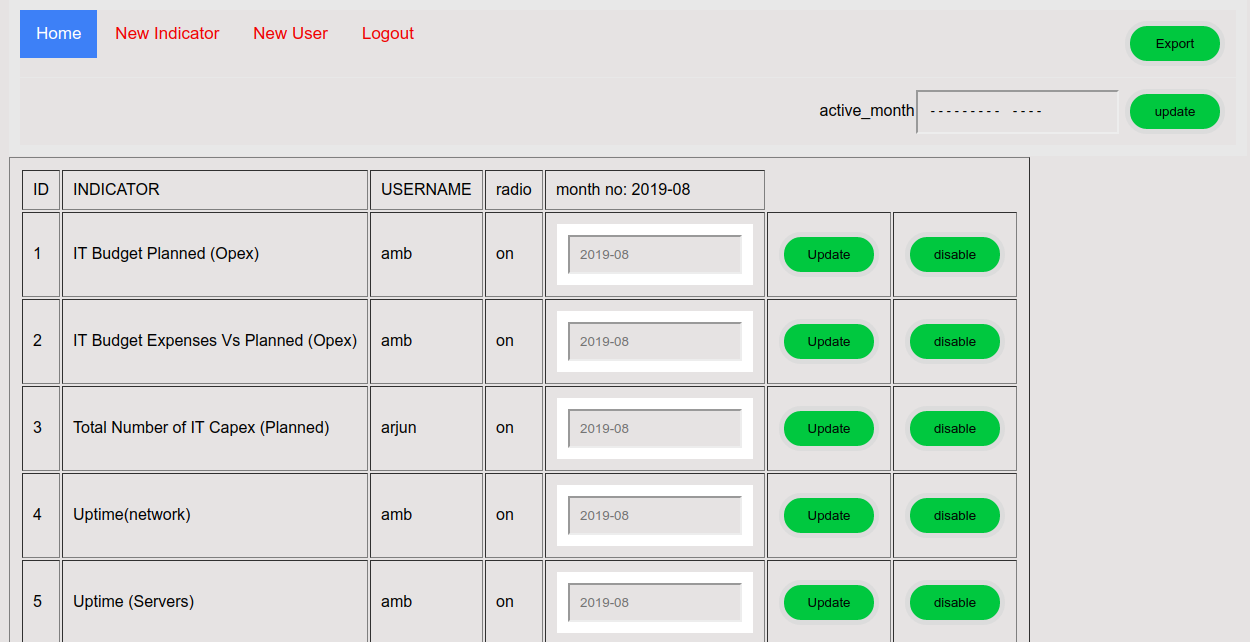 Home New Indicator New User Logout
Export
active_month --------- ---- update
ID INDICATOR USERNAME radio month no: 2019-08
1 IT Budget Planned (Opex) amb on 2019-08 Update disable
2 IT Budget Expenses Vs Planned (Opex) amb on 2019-08 Update disable
3 Total Number of IT Capex (Planned) arjun on 2019-08 Update disable
4 Uptime(network) amb on 2019-08 Update disable
5 Uptime (Servers) amb on 2019-08 Update disable